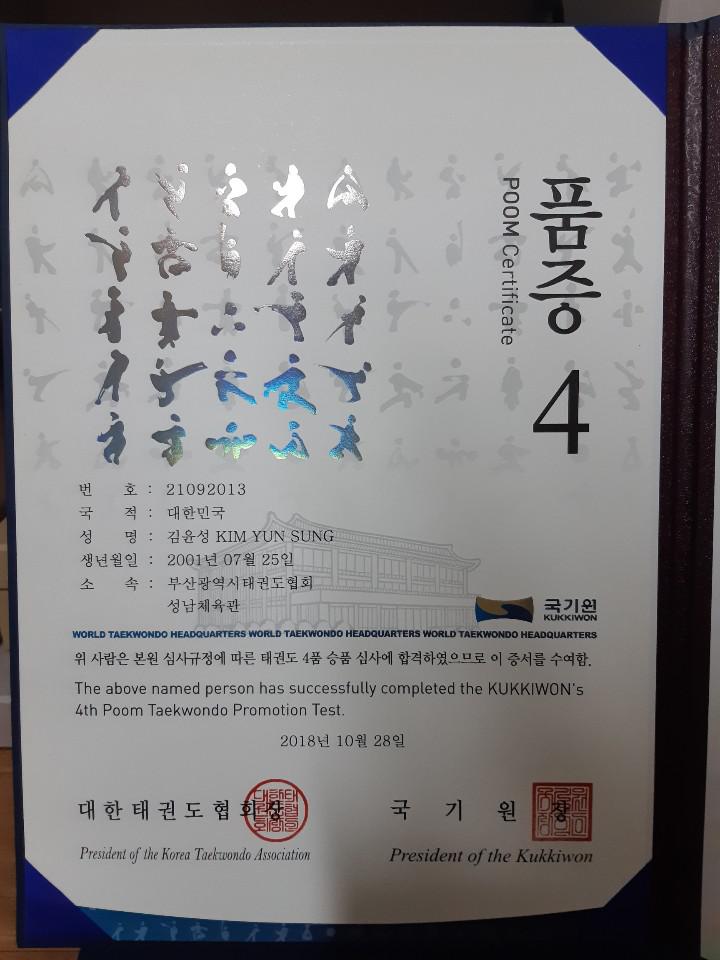 품증
POOM Certificate
4
번 호 : 21092013
국 적 : 대한민국
성 명 : 김윤성 KIM YUN SUNG
생년월일 : 2001년 07월 25일
소 속 : 부산광역시태권도협회
성남체육관
국기원
KUKKIWON
WORLD TAEKWONDO HEADQUARTERS WORLD TAEKWONDO HEADQUARTERS WORLD TAEKWONDO HEADQUARTERS
위 사람은 본원 심사규정에 따른 태권도 4품 승품 심사에 합격하였으므로 이 증서를 수여함.
The above named person has successfully completed the KUKKIWON's
4th Poom Taekwondo Promotion Test.
2018년 10월 28일
대한태권도협회장
President of the Korea Taekwondo Association
국 기 원 장
President of the Kukkiwon